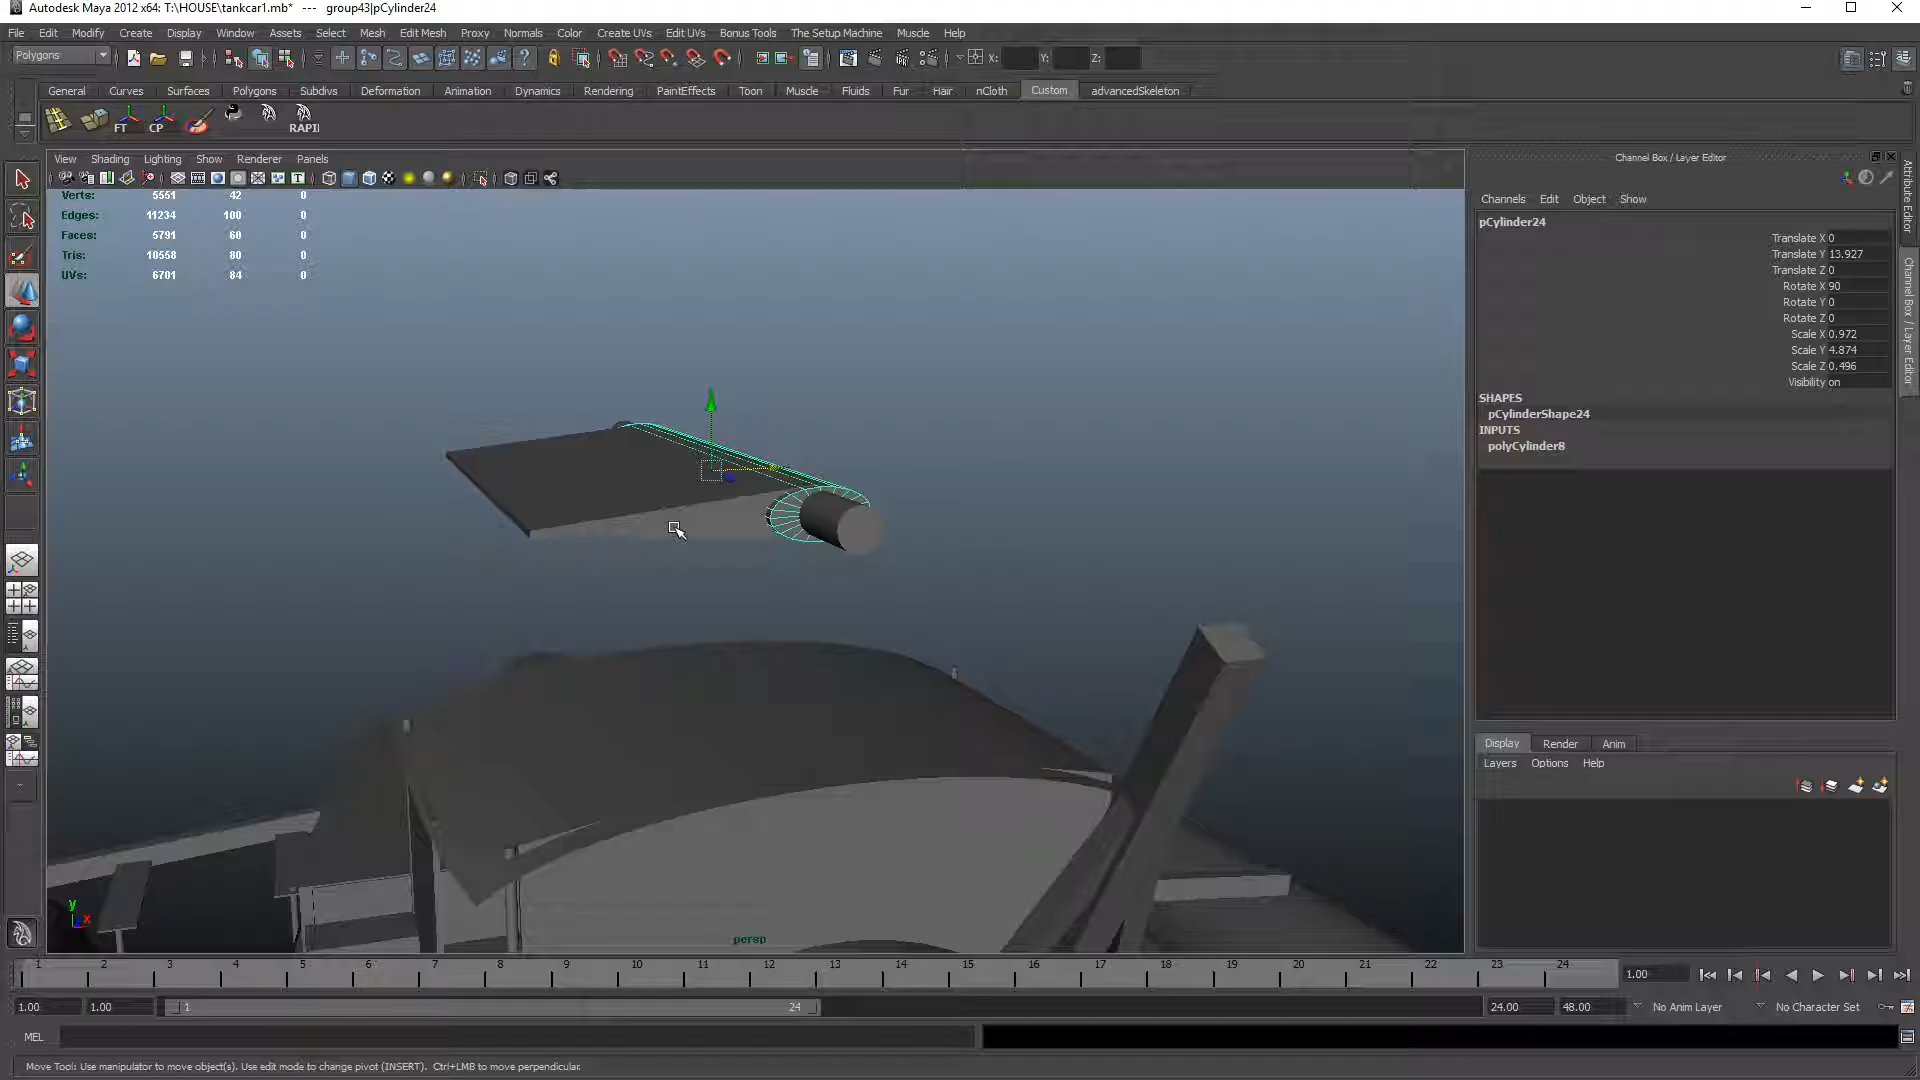 Autodesk Maya 2012 x64: T:\HOUSE\tankcar1.mb* --- group43|pCylinder24
File Edit Modify Create Display Window Assets Select Mesh Edit Mesh Proxy Normals Color Create UVs Edit UVs Bonus Tools The Setup Machine Muscle Help
Polygons X: Y: Z:
General Curves Surfaces Polygons Subdivs Deformation Animation Dynamics Rendering PaintEffects Toon Muscle Fluids Fur Hair nCloth Custom advancedSkeleton
FT CP RAPI
View Shading Lighting Show Renderer Panels
Verts: 5551 42 0
Edges: 11234 100 0
Faces: 5791 60 0
Tris: 10558 80 0
UVs: 6701 84 0
y
x
persp
Channel Box / Layer Editor
Channels Edit Object Show
pCylinder24
Translate X 0
Translate Y 13.927
Translate Z 0
Rotate X 90
Rotate Y 0
Rotate Z 0
Scale X 0.972
Scale Y 4.874
Scale Z 0.496
Visibility on
SHAPES
pCylinderShape24
INPUTS
polyCylinder8
Attribute Editor
Channel Box / Layer Editor
Display Render Anim
Layers Options Help
1 2 3 4 5 6 7 8 9 10 11 12 13 14 15 16 17 18 19 20 21 22 23 24 1.00
1.00 1.00 1 24 24.00 48.00 No Anim Layer No Character Set
MEL
Move Tool: Use manipulator to move object(s). Use edit mode to change pivot (INSERT). Ctrl+LMB to move perpendicular.